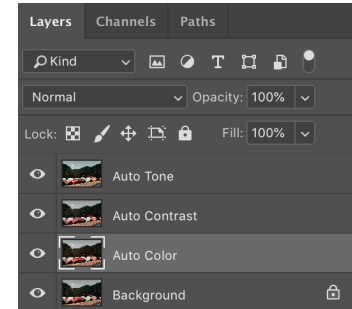 Layers Channels Paths
Kind
Normal Opacity: 100%
Lock: Fill: 100%
Auto Tone
Auto Contrast
Auto Color
Background